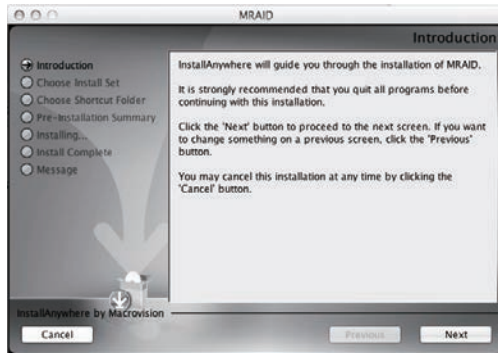 MRAID
Introduction
Introduction
Choose Install Set
Choose Shortcut Folder
Pre-Installation Summary
Installing...
Install Complete
Message
InstallAnywhere will guide you through the installation of MRAID.
It is strongly recommended that you quit all programs before
continuing with this installation.
Click the 'Next' button to proceed to the next screen. If you want
to change something on a previous screen, click the 'Previous'
button.
You may cancel this installation at any time by clicking the
'Cancel' button.
InstallAnywhere by Macrovision
Cancel
Previous
Next